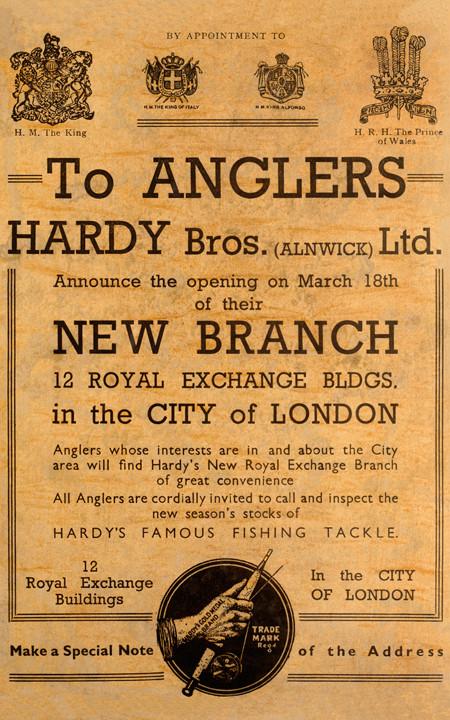 BY APPOINTMENT TO
H. M. The King
H.M. THE KING OF ITALY
H.M. KING ALFONSO
H. R. H. The Prince
of Wales
To ANGLERS
HARDY Bros. (ALNWICK) Ltd.
Announce the opening on March 18th
of their
NEW BRANCH
12 ROYAL EXCHANGE BLDGS.
in the CITY of LONDON
Anglers whose interests are in and about the City
area will find Hardy's New Royal Exchange Branch
of great convenience
All Anglers are cordially invited to call and inspect the
new season's stocks of
HARDY'S FAMOUS FISHING TACKLE.
12
Royal Exchange
Buildings
HARDY'S GOLD MEDAL
BRAND
TRADE
MARK
Regd
In the CITY
OF LONDON
Make a Special Note of the Address